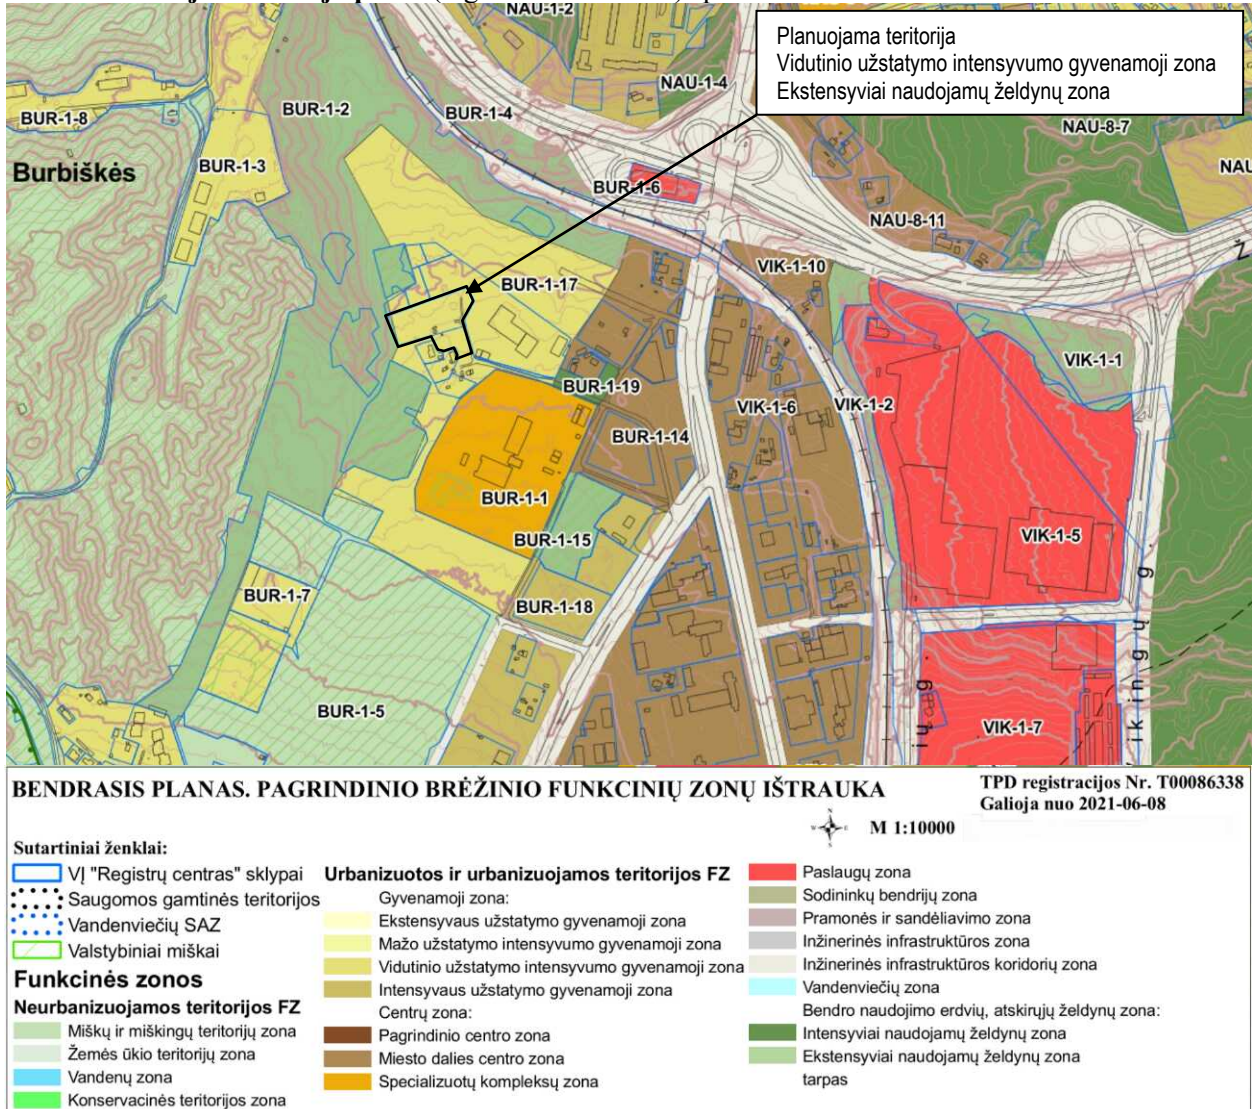 NAU-1-2
Planuojama teritorija
Vidutinio užstatymo intensyvumo gyvenamoji zona
Ekstensyviai naudojamų želdynų zona
NAU-1-4
BUR-1-2
BUR-1-4
BUR-1-8
NAU-8-7
BUR-1-3
NAU
Burbiškės
BUR-1-6
NAU-8-11
Ž
VIK-1-10
BUR-1-17
VIK-1-1
BUR-1-19
VIK-1-6
VIK-1-2
BUR-1-14
BUR-1-1
BUR-1-15
VIK-1-5
BUR-1-7
BUR-1-18
BUR-1-5
VIK-1-7
ių g.
ikingų g.
BENDRASIS PLANAS. PAGRINDINIO BRĖŽINIO FUNKCINIŲ ZONŲ IŠTRAUKA
TPD registracijos Nr. T00086338
Galioja nuo 2021-06-08
N
W E
S
M 1:10000
Sutartiniai ženklai:
VĮ "Registrų centras" sklypai
Saugomos gamtinės teritorijos
Vandenviečių SAZ
Valstybiniai miškai
Funkcinės zonos
Neurbanizuojamos teritorijos FZ
Miškų ir miškingų teritorijų zona
Žemės ūkio teritorijų zona
Vandenų zona
Konservacinės teritorijos zona
Urbanizuotos ir urbanizuojamos teritorijos FZ
Gyvenamoji zona:
Ekstensyvaus užstatymo gyvenamoji zona
Mažo užstatymo intensyvumo gyvenamoji zona
Vidutinio užstatymo intensyvumo gyvenamoji zona
Intensyvaus užstatymo gyvenamoji zona
Centrų zona:
Pagrindinio centro zona
Miesto dalies centro zona
Specializuotų kompleksų zona
Paslaugų zona
Sodininkų bendrijų zona
Pramonės ir sandėliavimo zona
Inžinerinės infrastruktūros zona
Inžinerinės infrastruktūros koridorių zona
Vandenviečių zona
Bendro naudojimo erdvių, atskirųjų želdynų zona:
Intensyviai naudojamų želdynų zona
Ekstensyviai naudojamų želdynų zona
tarpas